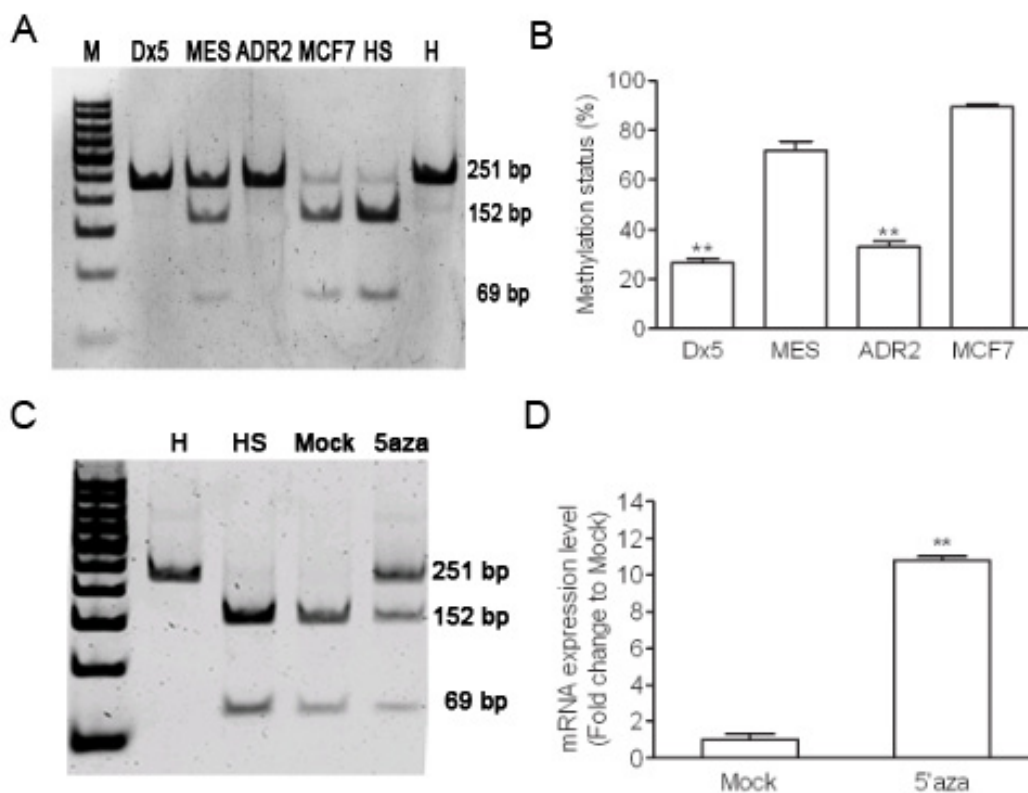 A
M Dx5 MES ADR2 MCF7 HS H
251 bp
152 bp
69 bp
B
Methylation status (%)
100
80
60
40
20
0
** **
Dx5 MES ADR2 MCF7
C
H HS Mock 5aza
251 bp
152 bp
69 bp
D
mRNA expression level
(Fold change to Mock)
14
12
10
8
6
4
2
0
**
Mock 5'aza